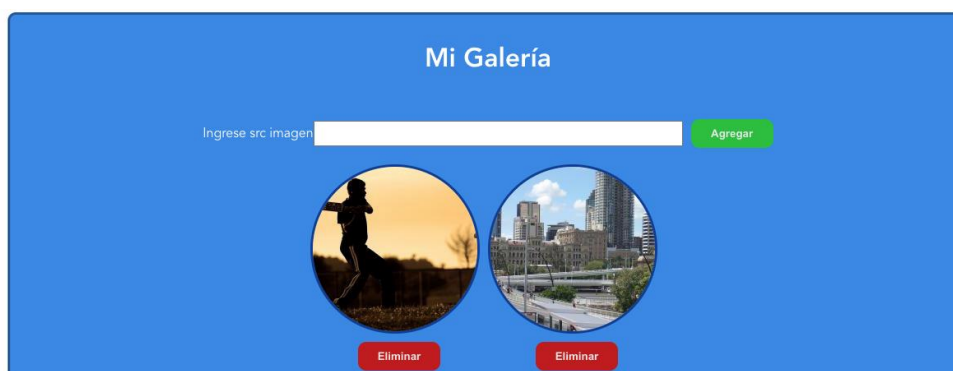 Mi Galería
Ingrese src imagen
Agregar
Eliminar
Eliminar